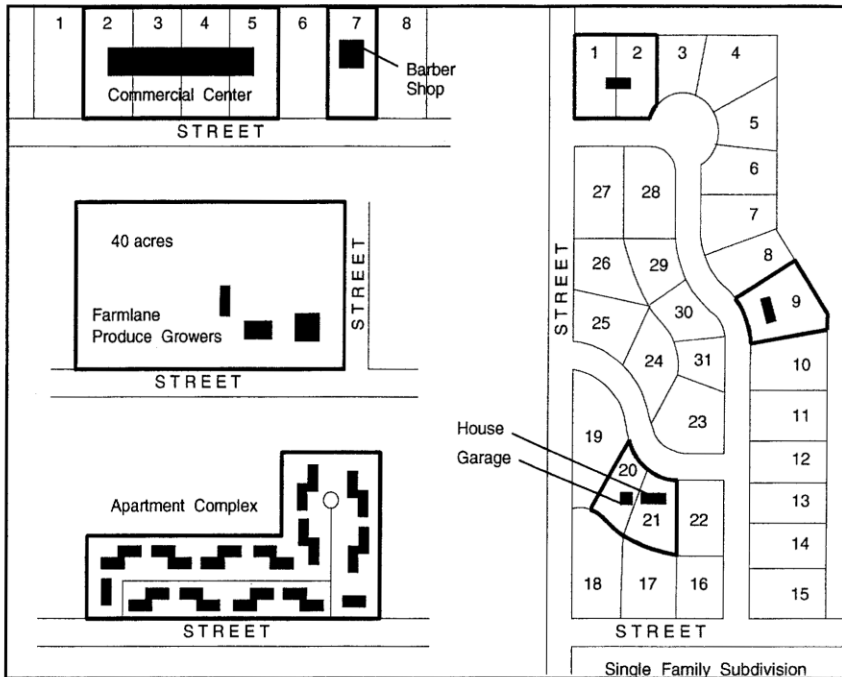 1 2 3 4 5 6 7 8
Commercial Center
Barber
Shop
STREET
40 acres
Farmlane
Produce Growers
STREET
STREET
Apartment Complex
STREET
STREET
1 2 3 4
5
6
7
8
9
10
11
12
13
14
15
27 28
26 29
25 30
24 31
23
19
House
Garage
20
21 22
18 17 16
STREET
Single Family Subdivision